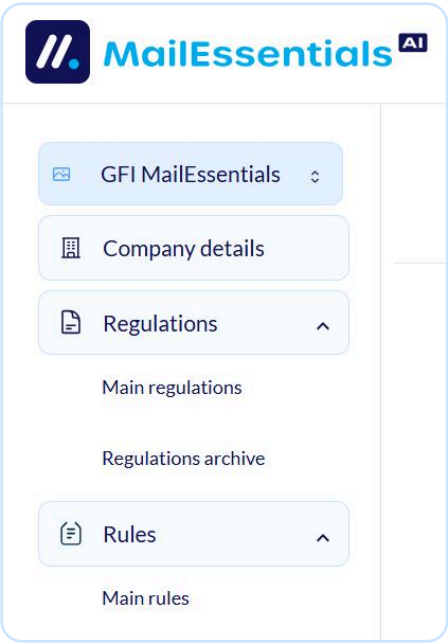 MailEssentials AI
GFI MailEssentials
Company details
Regulations
Main regulations
Regulations archive
Rules
Main rules